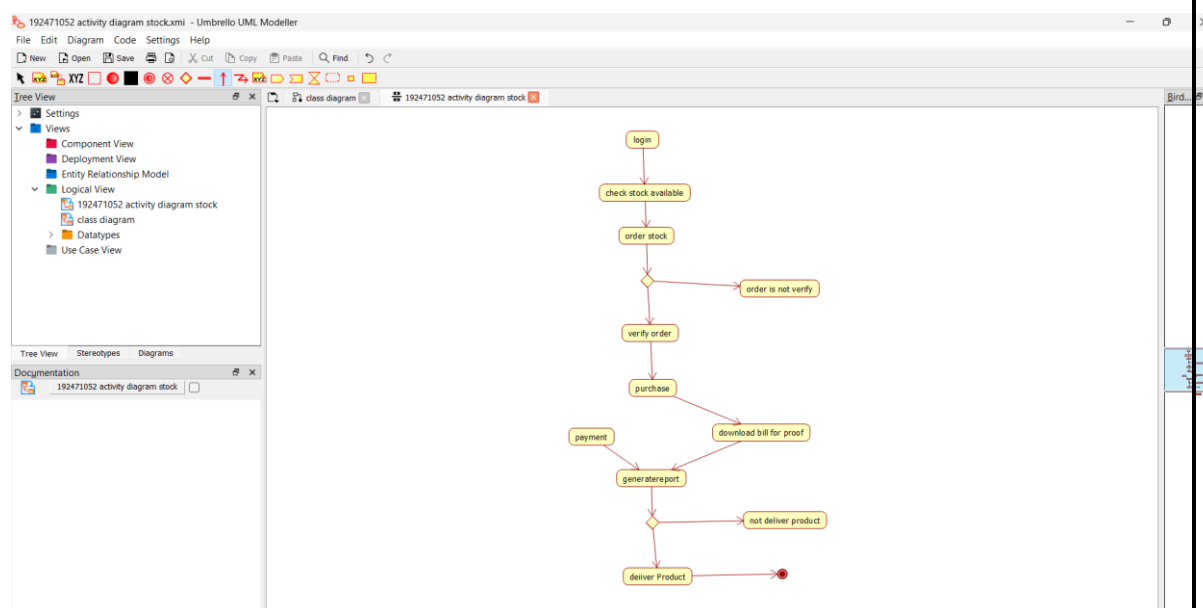 192471052 activity diagram stock.xmi - Umbrello UML Modeller
File Edit Diagram Code Settings Help
New Open Save Cut Copy Paste Find
XYZ XYZ XYZ
Tree View
class diagram
192471052 activity diagram stock
Bird...
Settings
Views
Component View
Deployment View
Entity Relationship Model
Logical View
192471052 activity diagram stock
class diagram
Datatypes
Use Case View
Tree View Stereotypes Diagrams
Documentation
192471052 activity diagram stock
login
check stock available
order stock
order is not verify
verify order
purchase
download bill for proof
payment
generatereport
not deliver product
deliver Product